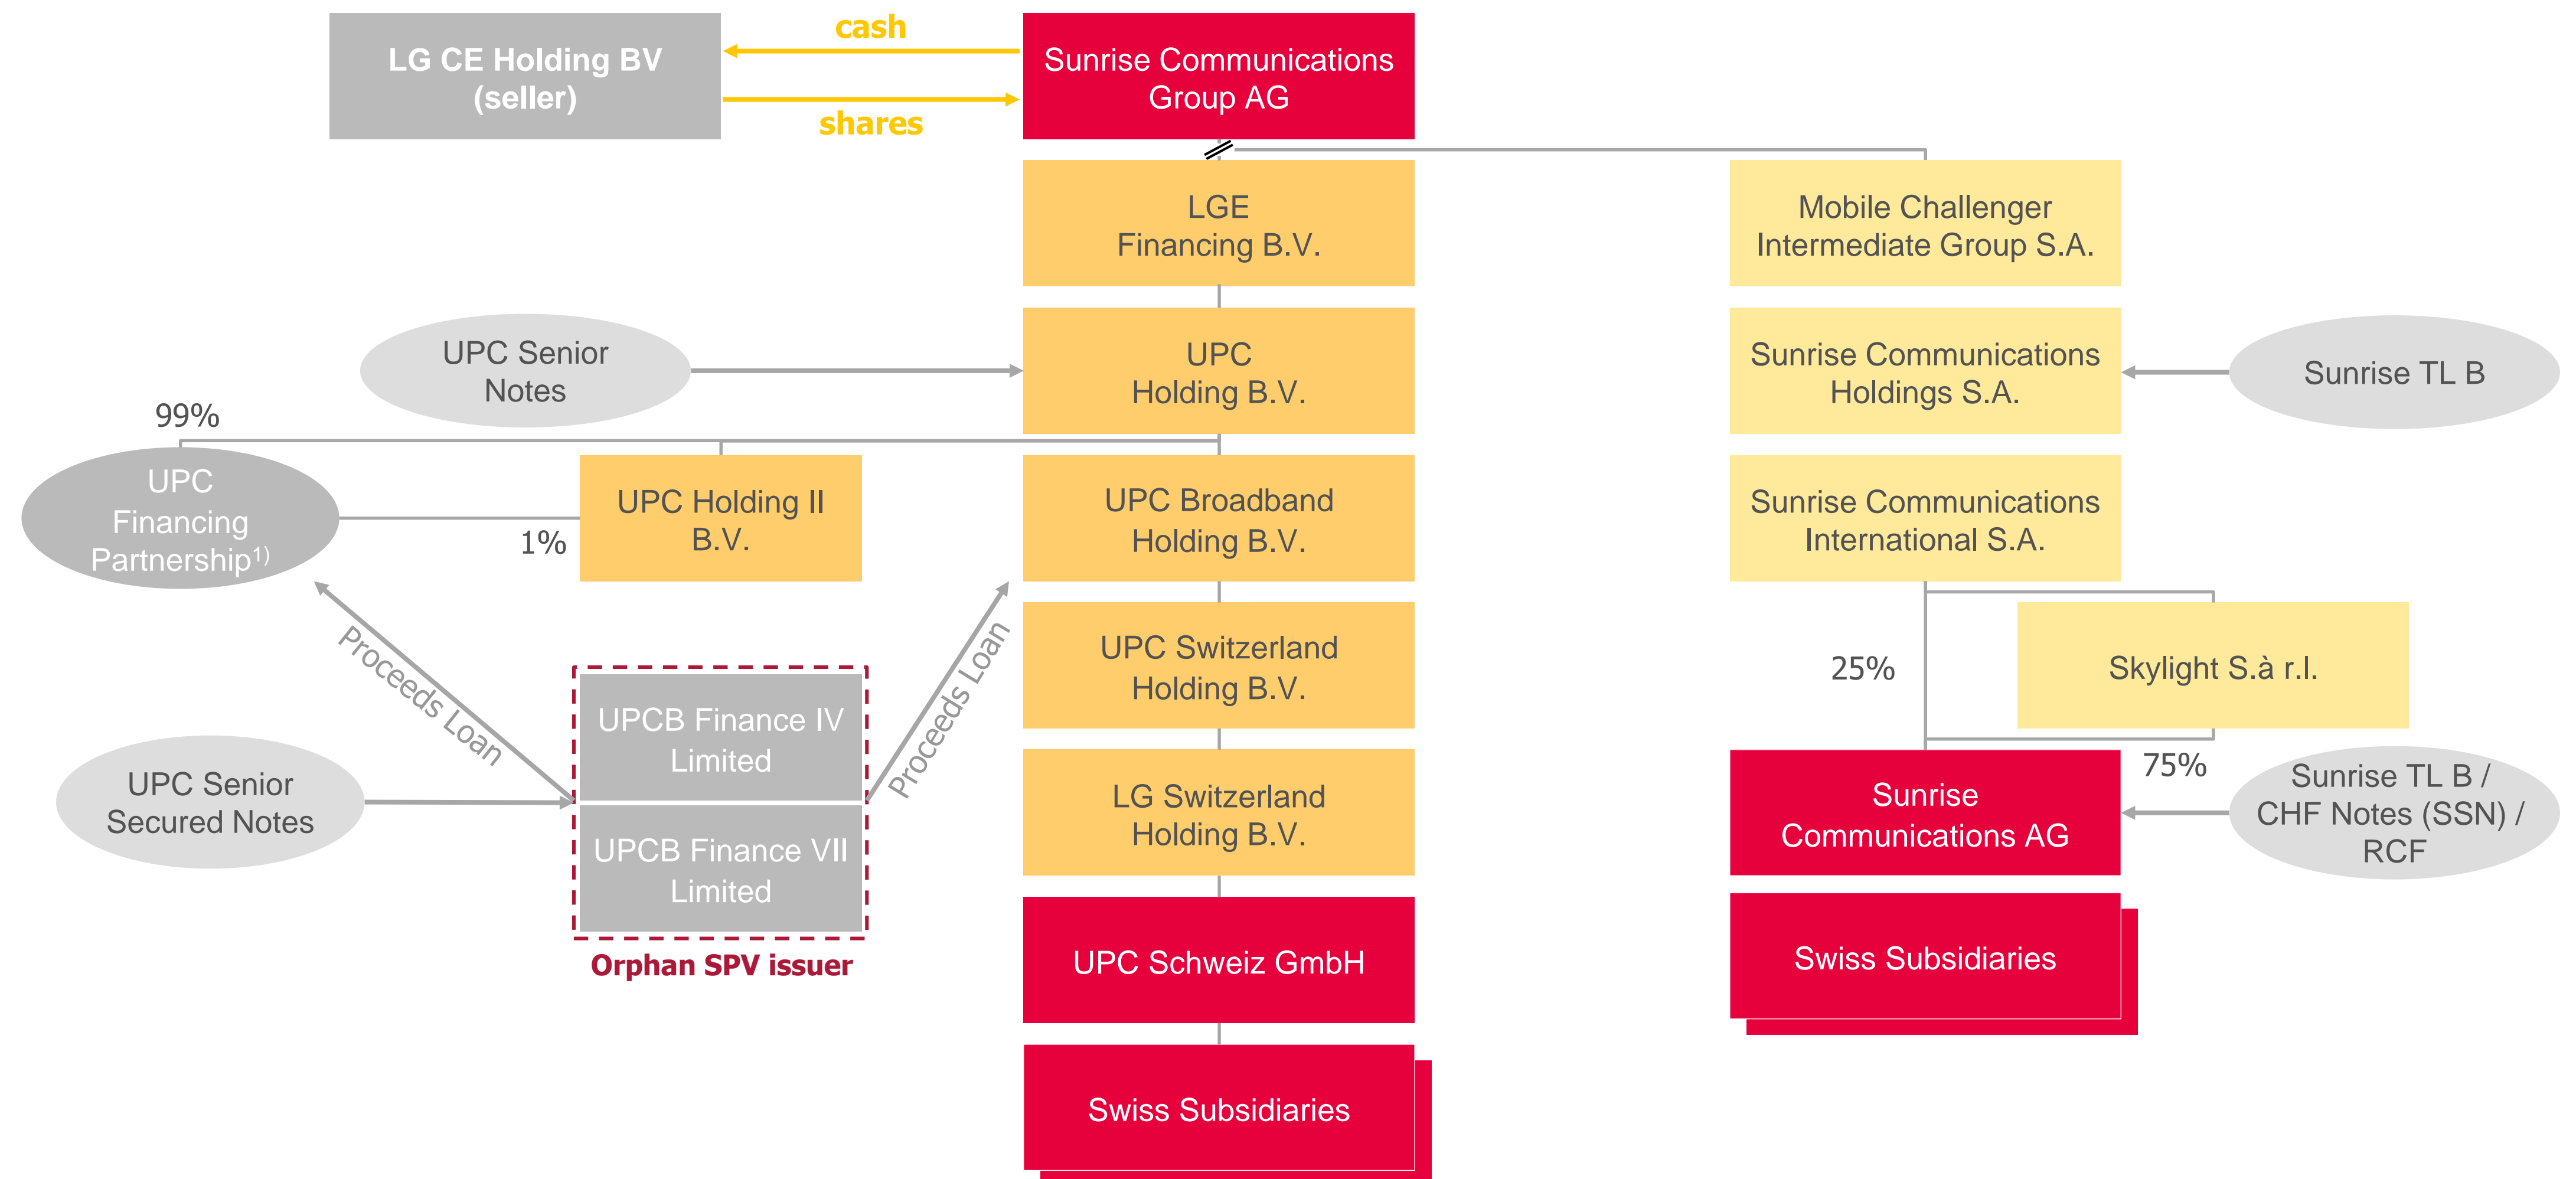 LG CE Holding BV
(seller)
cash
shares
Sunrise Communications
Group AG
LGE
Financing B.V.
Mobile Challenger
Intermediate Group S.A.
UPC Senior
Notes
UPC
Holding B.V.
Sunrise Communications
Holdings S.A.
Sunrise TL B
99%
UPC
Financing
Partnership1)
1%
UPC Holding II
B.V.
UPC Broadband
Holding B.V.
Sunrise Communications
International S.A.
Proceeds Loan
Proceeds Loan
UPC Switzerland
Holding B.V.
25%
Skylight S.à r.l.
75%
UPC Senior
Secured Notes
UPCB Finance IV
Limited
UPCB Finance VII
Limited
Orphan SPV issuer
LG Switzerland
Holding B.V.
Sunrise
Communications AG
Sunrise TL B /
CHF Notes (SSN) /
RCF
UPC Schweiz GmbH
Swiss Subsidiaries
Swiss Subsidiaries